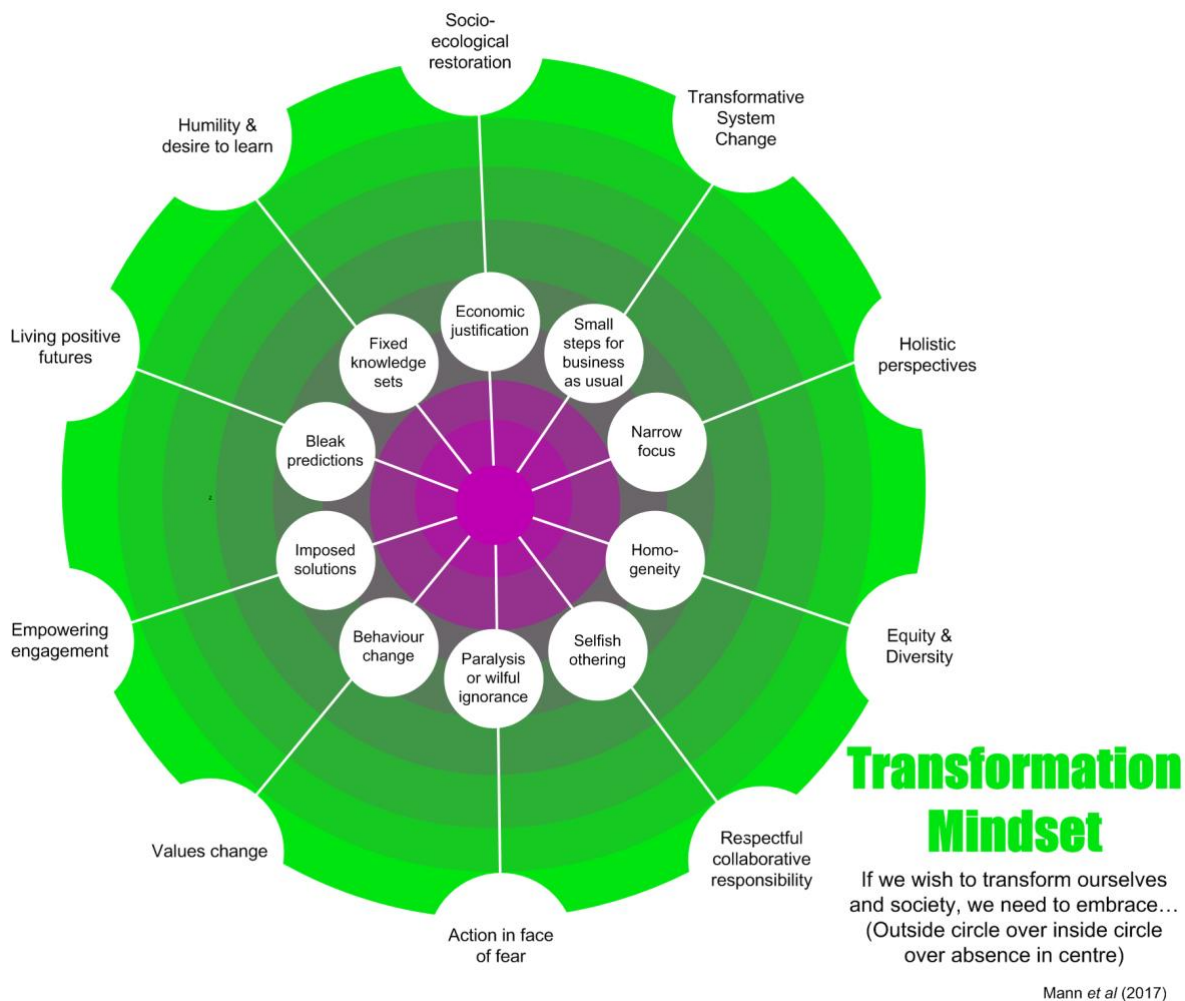 Socio-
ecological
restoration
Transformative
System
Change
Humility &
desire to learn
Economic
justification
Small
steps for
business
as usual
Fixed
knowledge
sets
Living positive
futures
Holistic
perspectives
Bleak
predictions
Narrow
focus
Imposed
solutions
Homo-
geneity
Empowering
engagement
Equity &
Diversity
Behaviour
change
Paralysis
or wilful
ignorance
Selfish
othering
Values change
Respectful
collaborative
responsibility
Action in face
of fear
Transformation
Mindset
If we wish to transform ourselves
and society, we need to embrace…
(Outside circle over inside circle
over absence in centre)
Mann et al (2017)